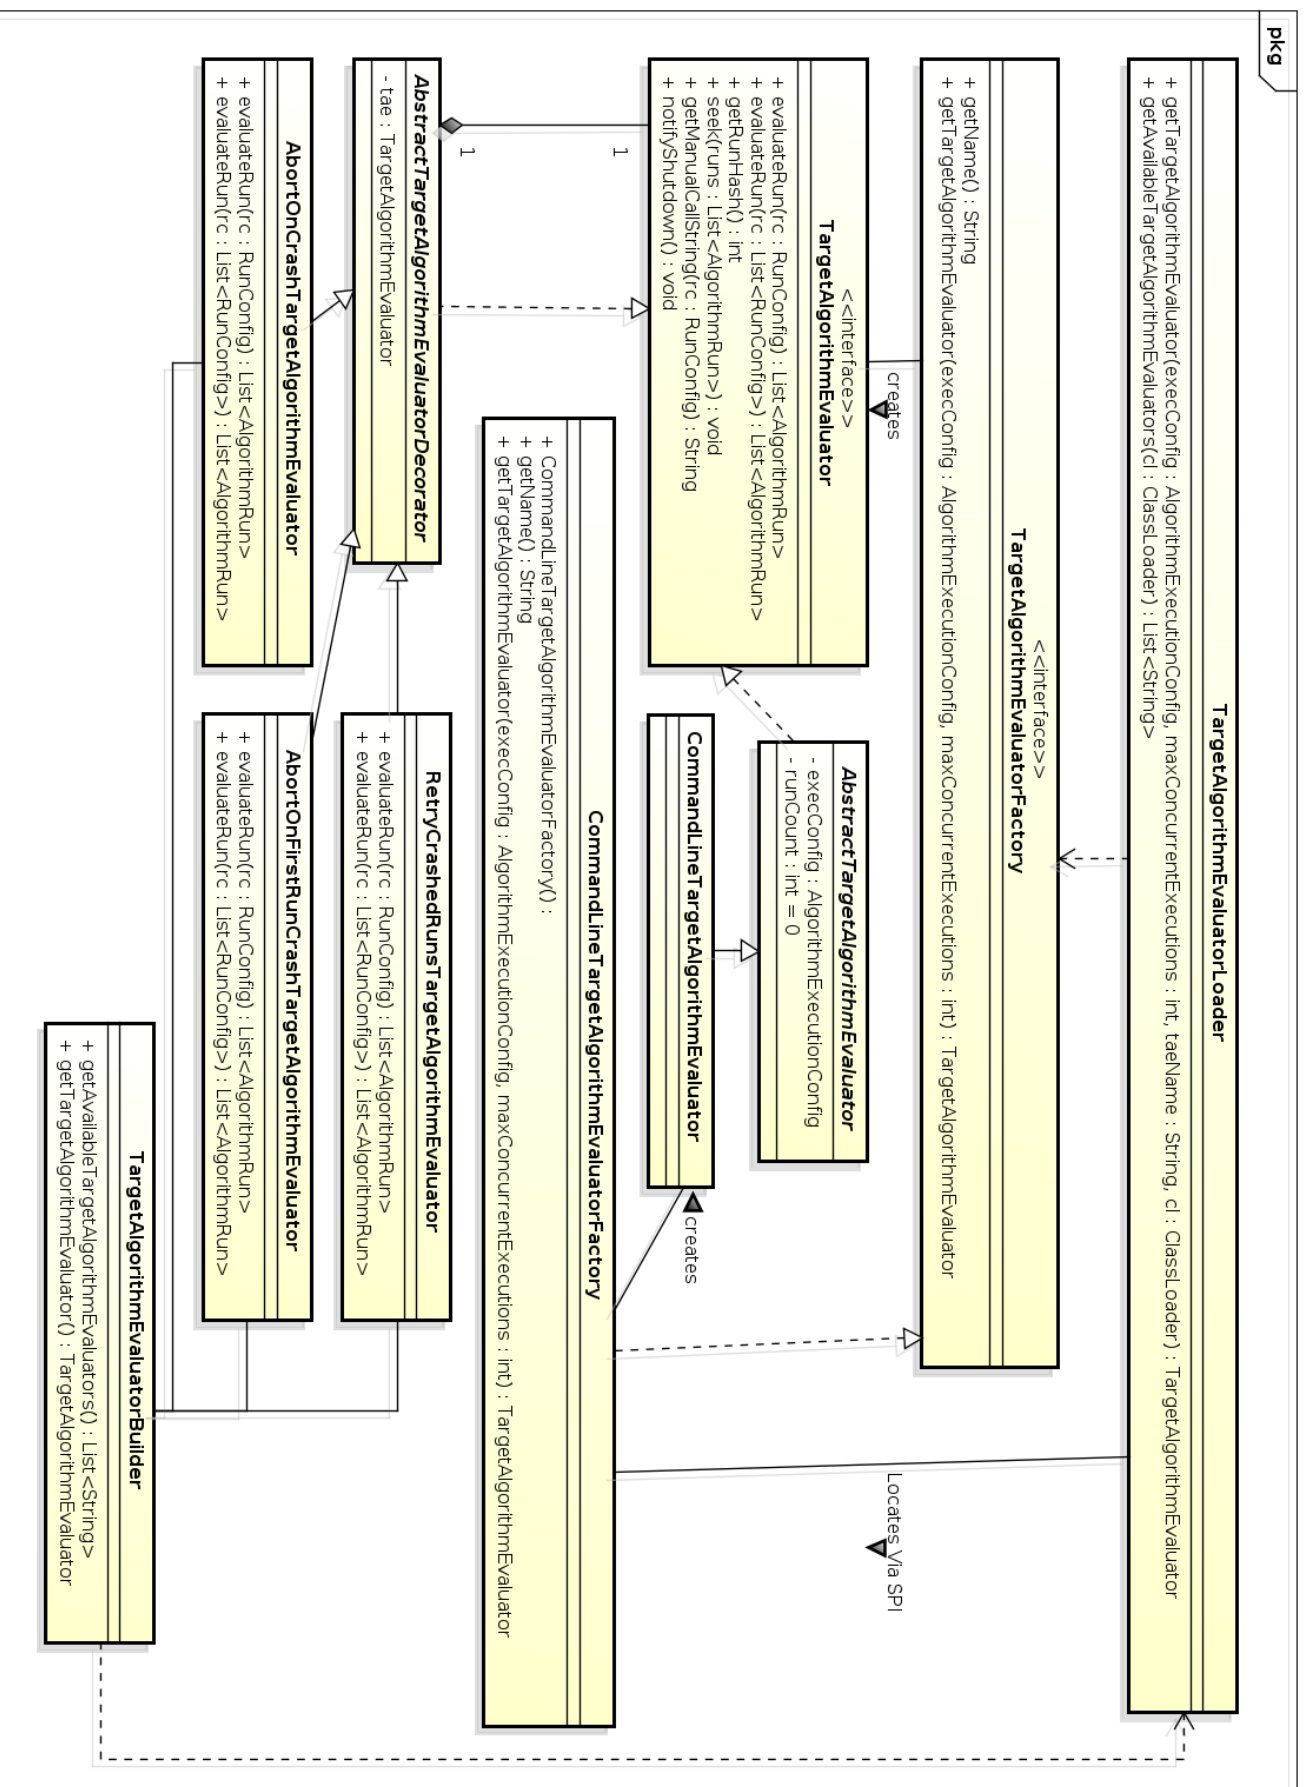 pkg
TargetAlgorithmEvaluatorLoader
+ getTargetAlgorithmEvaluator(execConfig : AlgorithmExecutionConfig, maxConcurrentExecutions : int, taeName : String, cl : ClassLoader) : TargetAlgorithmEvaluator
+ getAvailableTargetAlgorithmEvaluators(cl : ClassLoader) : List<String>
<<interface>>
TargetAlgorithmEvaluatorFactory
+ getName() : String
+ getTargetAlgorithmEvaluator(execConfig : AlgorithmExecutionConfig, maxConcurrentExecutions : int) : TargetAlgorithmEvaluator
creates
Locates Via SPI
<<interface>>
TargetAlgorithmEvaluator
+ evaluateRun(rc : RunConfig) : List<AlgorithmRun>
+ evaluateRun(rc : List<RunConfig>) : List<AlgorithmRun>
+ getRunHash() : int
+ seek(runs : List<AlgorithmRun>) : void
+ getManualCallString(rc : RunConfig) : String
+ notifyShutdown() : void
AbstractTargetAlgorithmEvaluator
- execConfig : AlgorithmExecutionConfig
- runCount : int = 0
CommandLineTargetAlgorithmEvaluator
creates
1
1
CommandLineTargetAlgorithmEvaluatorFactory
+ CommandLineTargetAlgorithmEvaluatorFactory() :
+ getName() : String
+ getTargetAlgorithmEvaluator(execConfig : AlgorithmExecutionConfig, maxConcurrentExecutions : int) : TargetAlgorithmEvaluator
AbstractTargetAlgorithmEvaluatorDecorator
- tae : TargetAlgorithmEvaluator
RetryCrashedRunsTargetAlgorithmEvaluator
+ evaluateRun(rc : RunConfig) : List<AlgorithmRun>
+ evaluateRun(rc : List<RunConfig>) : List<AlgorithmRun>
AbortOnCrashTargetAlgorithmEvaluator
+ evaluateRun(rc : RunConfig) : List<AlgorithmRun>
+ evaluateRun(rc : List<RunConfig>) : List<AlgorithmRun>
AbortOnFirstRunCrashTargetAlgorithmEvaluator
+ evaluateRun(rc : RunConfig) : List<AlgorithmRun>
+ evaluateRun(rc : List<RunConfig>) : List<AlgorithmRun>
TargetAlgorithmEvaluatorBuilder
+ getAvailableTargetAlgorithmEvaluators() : List<String>
+ getTargetAlgorithmEvaluator() : TargetAlgorithmEvaluator